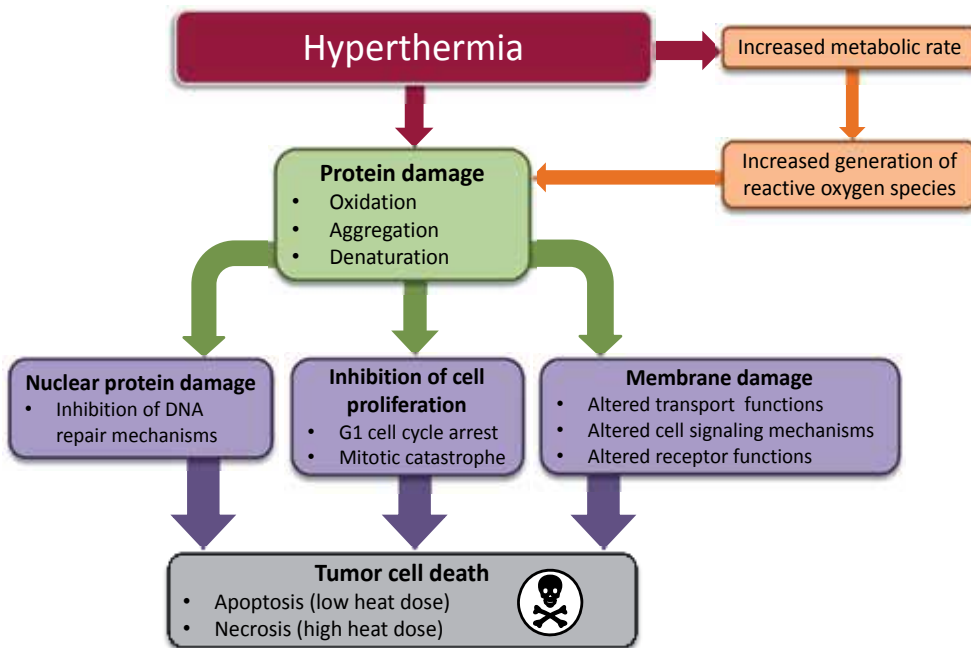 Hyperthermia
Increased metabolic rate
Increased generation of
reactive oxygen species
Protein damage
• Oxidation
• Aggregation
• Denaturation
Nuclear protein damage
• Inhibition of DNA
repair mechanisms
Inhibition of cell
proliferation
• G1 cell cycle arrest
• Mitotic catastrophe
Membrane damage
• Altered transport functions
• Altered cell signaling mechanisms
• Altered receptor functions
Tumor cell death
• Apoptosis (low heat dose)
• Necrosis (high heat dose)